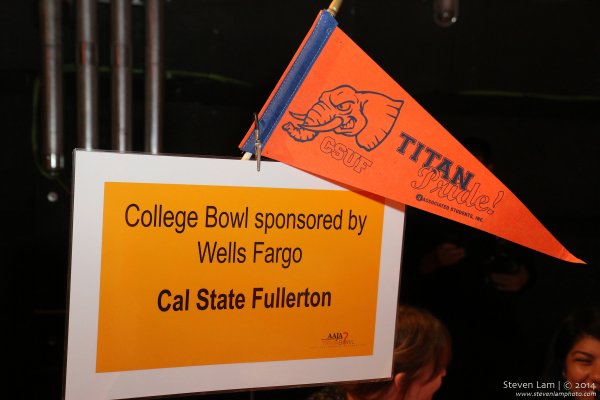 CSUF
TITAN
Pride!
ASSOCIATED STUDENTS, INC.
College Bowl sponsored by
Wells Fargo
Cal State Fullerton
AAJA
Steven Lam | © 2014
www.stevenlamphoto.com